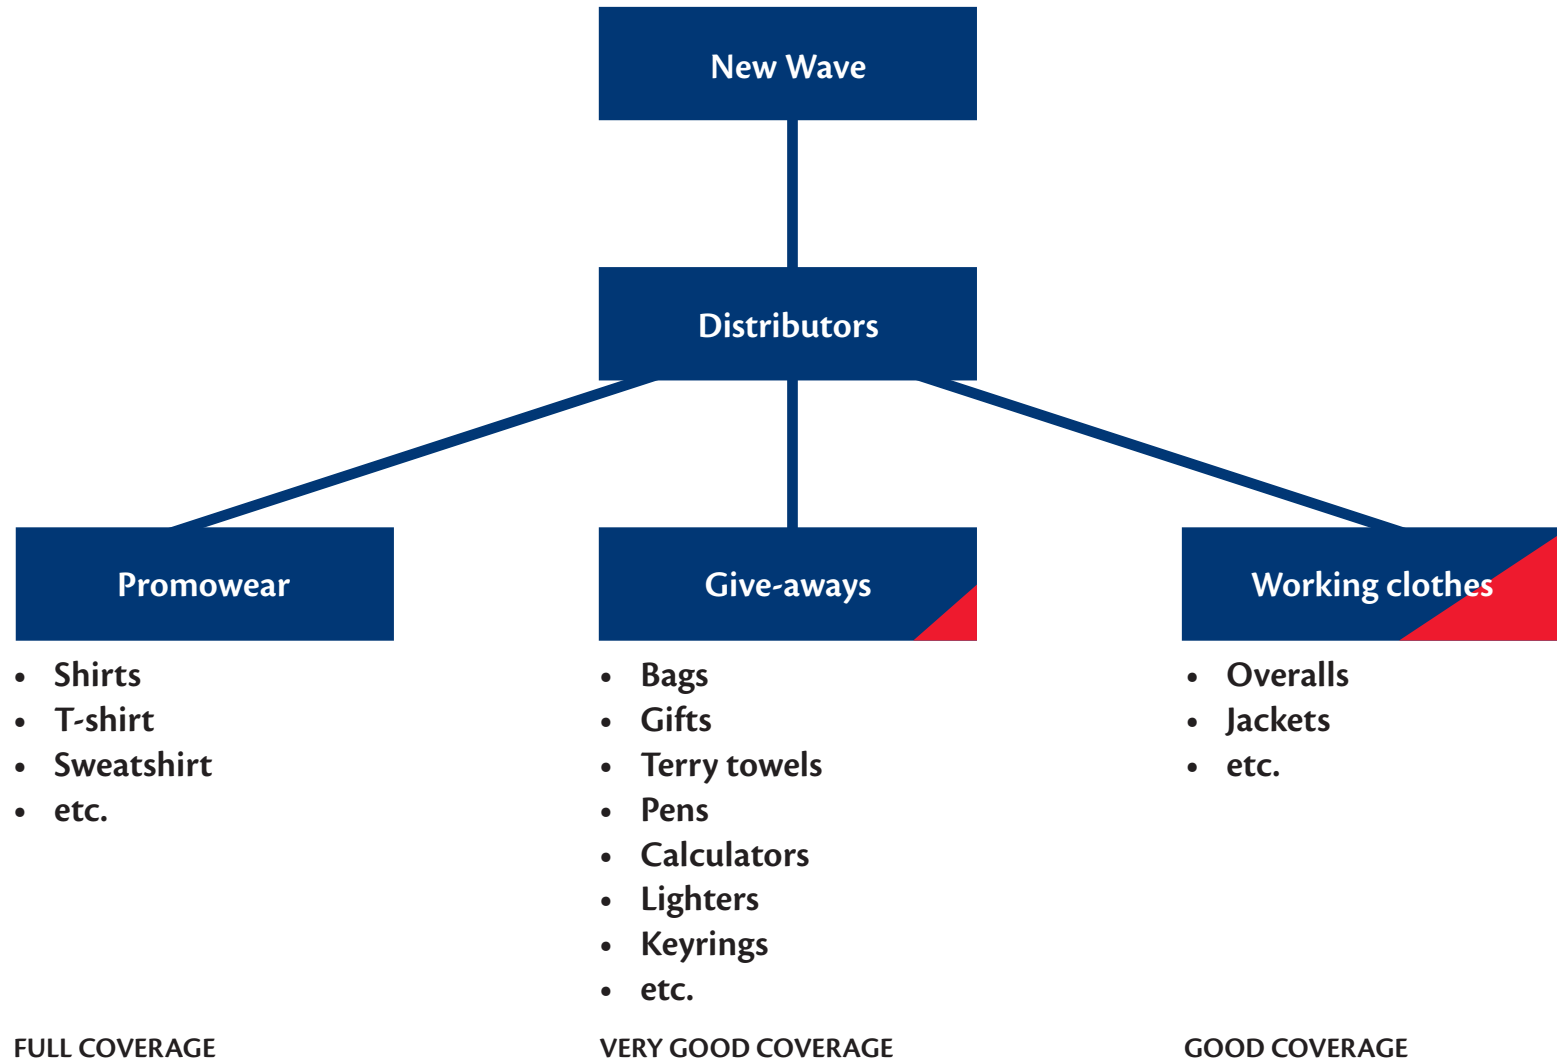 New Wave
Distributors
Promowear
• Shirts
• T-shirt
• Sweatshirt
• etc.
FULL COVERAGE
Give-aways
• Bags
• Gifts
• Terry towels
• Pens
• Calculators
• Lighters
• Keyrings
• etc.
VERY GOOD COVERAGE
Working clothes
• Overalls
• Jackets
• etc.
GOOD COVERAGE